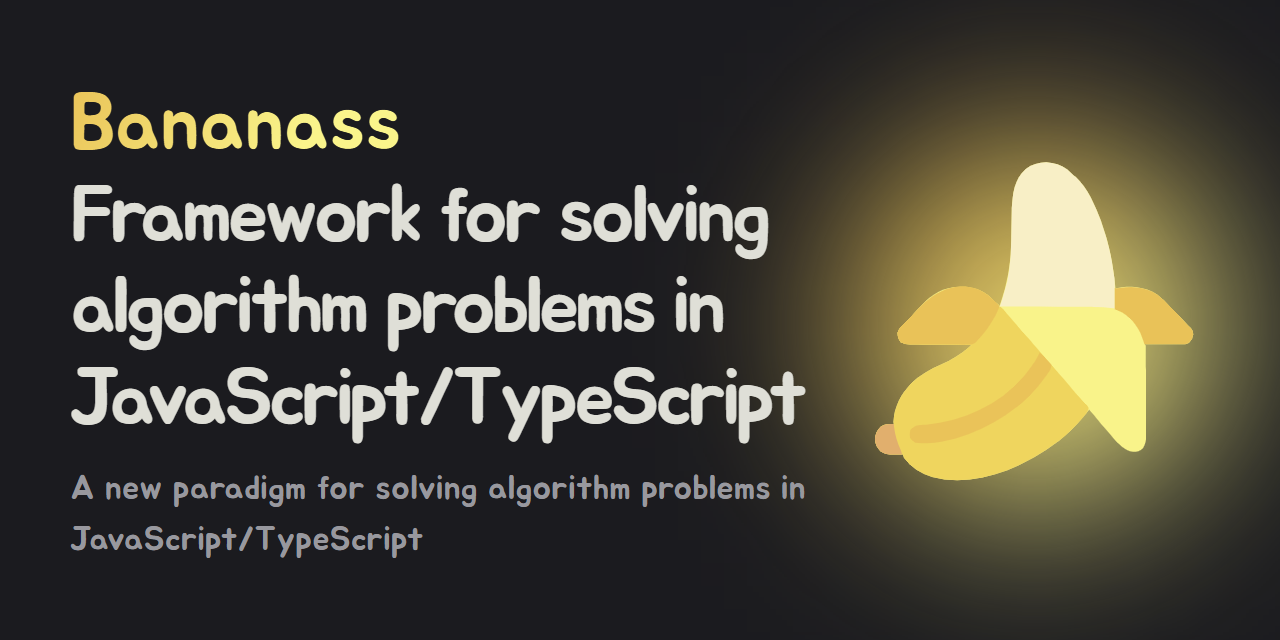 Bananass
Framework for solving
algorithm problems in
JavaScript/TypeScript
A new paradigm for solving algorithm problems in
JavaScript/TypeScript